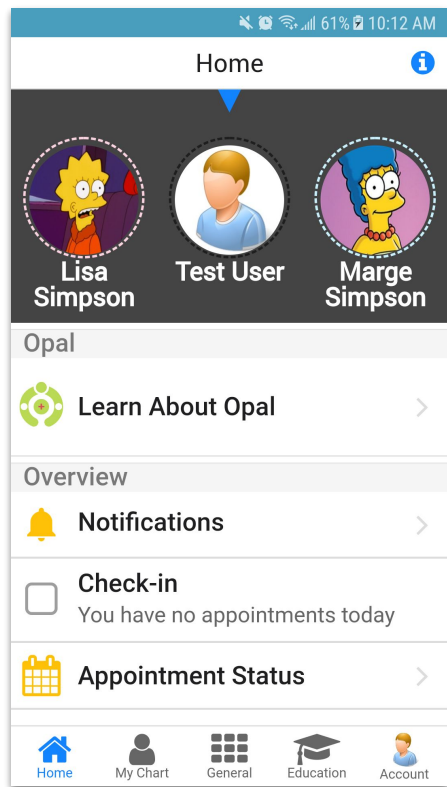 61% 10:12 AM
Home
Lisa
Simpson
Test User
Marge
Simpson
Opal
Learn About Opal
Overview
Notifications
Check-in
You have no appointments today
Appointment Status
Home
My Chart
General
Education
Account